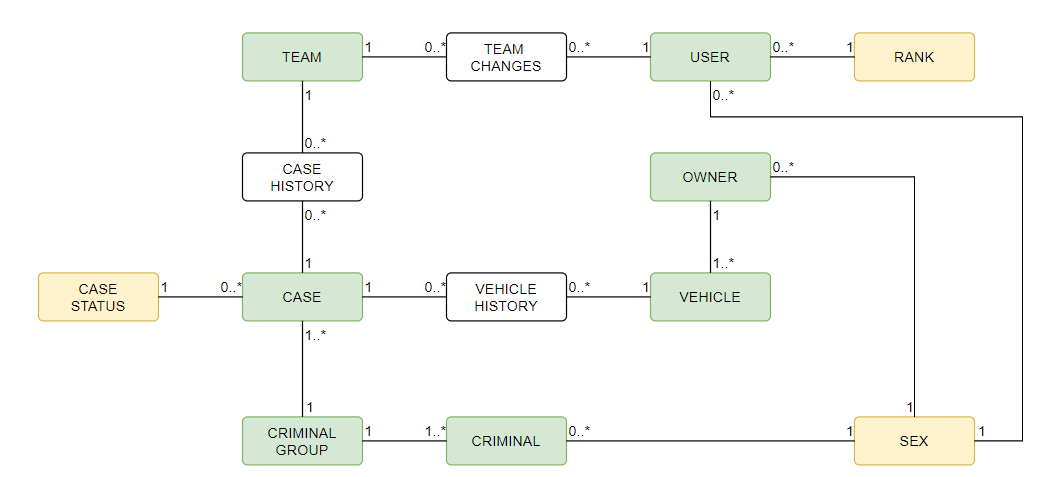 TEAM
1
0..*
TEAM
CHANGES
0..*
1
USER
0..*
1
RANK
1
0..*
0..*
CASE
HISTORY
OWNER
0..*
0..*
1
1
1..*
CASE
STATUS
1
0..*
CASE
1
0..*
VEHICLE
HISTORY
0..*
1
VEHICLE
1..*
1
1
CRIMINAL
GROUP
1
1..*
CRIMINAL
0..*
1
SEX
1